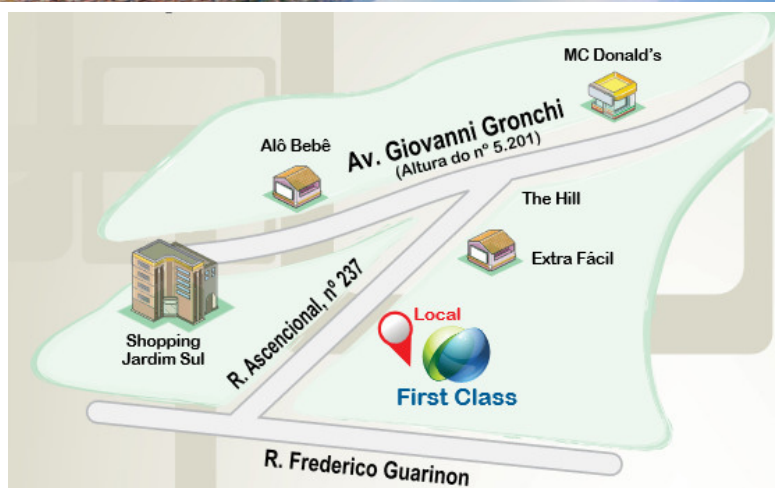 MC Donald's
Av. Giovanni Gronchi
(Altura do nº 5.201)
Alô Bebê
The Hill
Extra Fácil
R. Ascencional, nº 237
Local
Shopping
Jardim Sul
First Class
R. Frederico Guarinon